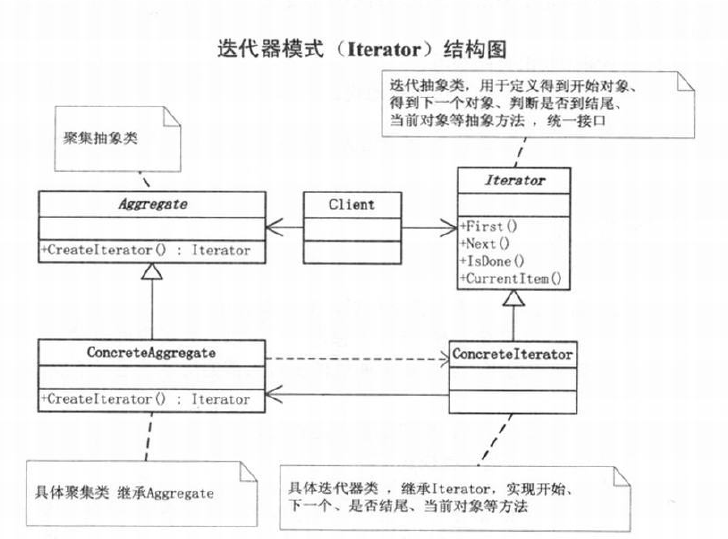 迭代器模式（Iterator）结构图
迭代抽象类，用于定义得到开始对象、
得到下一个对象、判断是否到结尾、
当前对象等抽象方法 ，统一接口
聚集抽象类
Aggregate
Client
Iterator
+CreateIterator() : Iterator
+First()
+Next()
+IsDone()
+CurrentItem()
ConcreteAggregate
ConcreteIterator
+CreateIterator() : Iterator
具体聚集类 继承Aggregate
具体迭代器类 ，继承Iterator，实现开始、
下一个、是否结尾、当前对象等方法